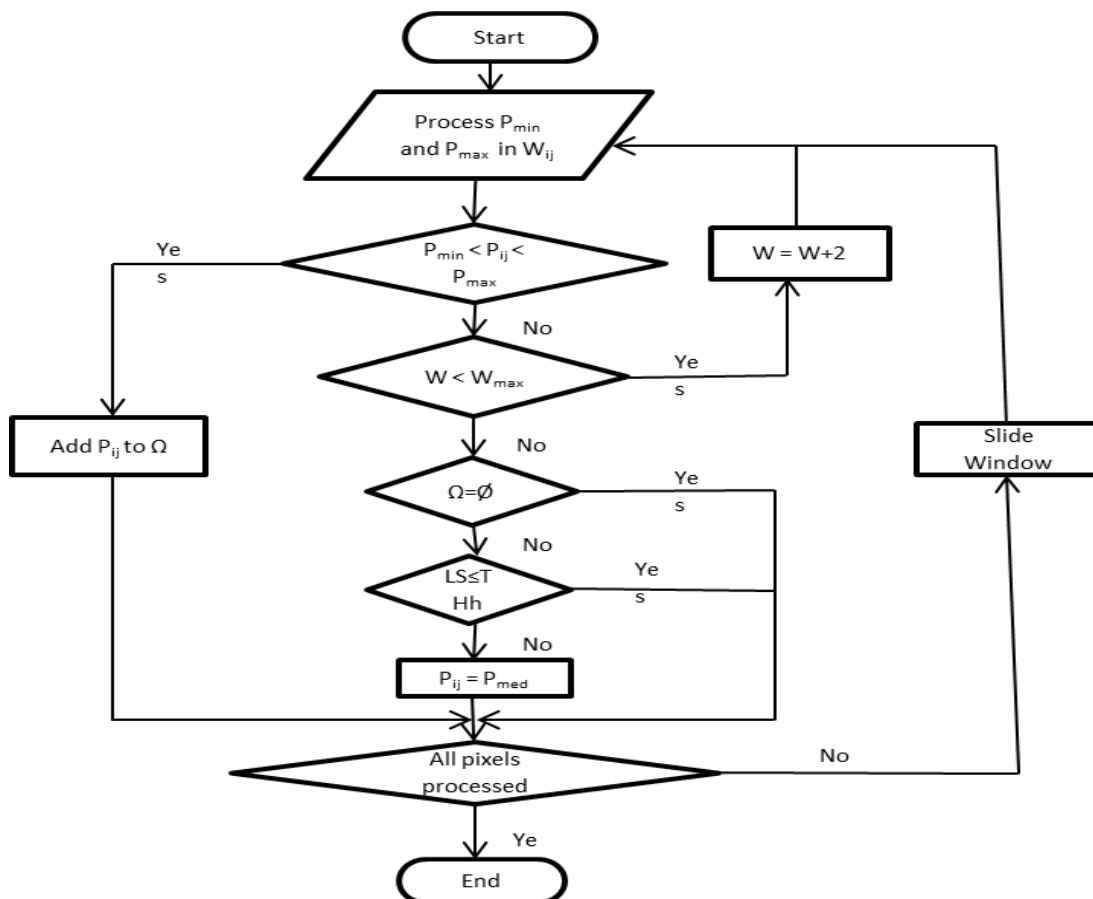 Start
Process Pmin
and Pmax in Wij
Pmin < Pij <
Pmax
Ye
s
No
W = W+2
W < Wmax
Ye
s
Add Pij to Ω
Slide
Window
No
Ω=Ø
Ye
s
No
LS≤T
Hh
Ye
s
No
Pij = Pmed
All pixels
processed
No
Ye
End